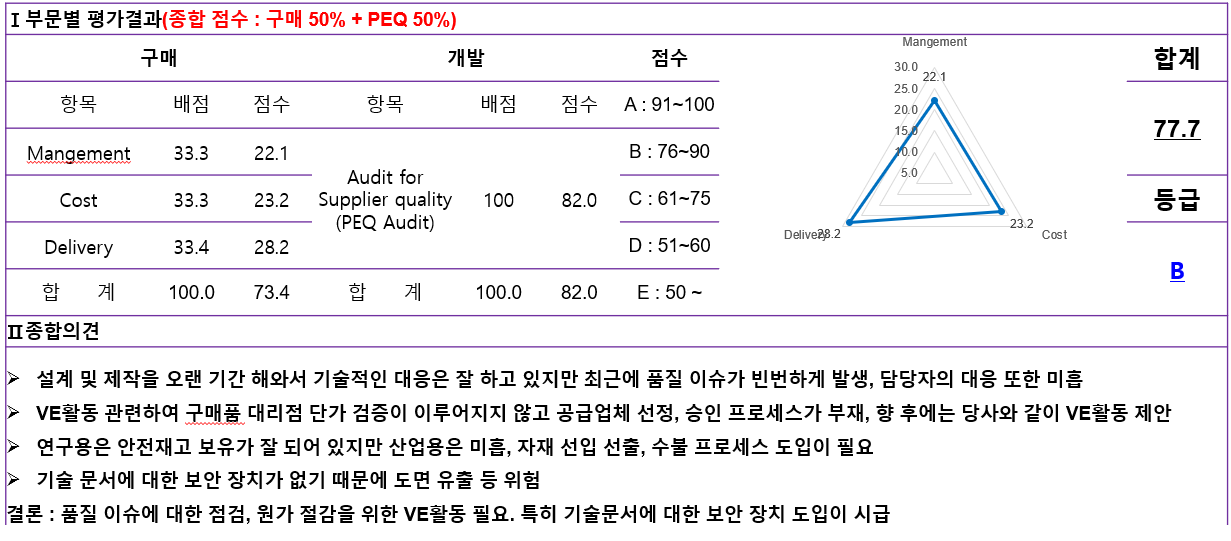 Ⅰ 부문별 평가결과(종합 점수 : 구매 50% + PEQ 50%)
구매 개발 점수
항목 배점 점수 항목 배점 점수 A : 91~100
Mangement 33.3 22.1 B : 76~90
Audit for
Supplier quality
(PEQ Audit)
100 82.0
Cost 33.3 23.2 C : 61~75
Delivery 33.4 28.2 D : 51~60
합 계 100.0 73.4 합 계 100.0 82.0 E : 50 ~
Mangement
30.0
22.1
25.0
20.0
15.0
10.0
5.0
Delivery 28.2
23.2
Cost
합계
77.7
등급
B
Ⅱ종합의견
➢ 설계 및 제작을 오랜 기간 해와서 기술적인 대응은 잘 하고 있지만 최근에 품질 이슈가 빈번하게 발생, 담당자의 대응 또한 미흡
➢ VE활동 관련하여 구매품 대리점 단가 검증이 이루어지지 않고 공급업체 선정, 승인 프로세스가 부재, 향 후에는 당사와 같이 VE활동 제안
➢ 연구용은 안전재고 보유가 잘 되어 있지만 산업용은 미흡, 자재 선입 선출, 수불 프로세스 도입이 필요
➢ 기술 문서에 대한 보안 장치가 없기 때문에 도면 유출 등 위험
결론 : 품질 이슈에 대한 점검, 원가 절감을 위한 VE활동 필요. 특히 기술문서에 대한 보안 장치 도입이 시급